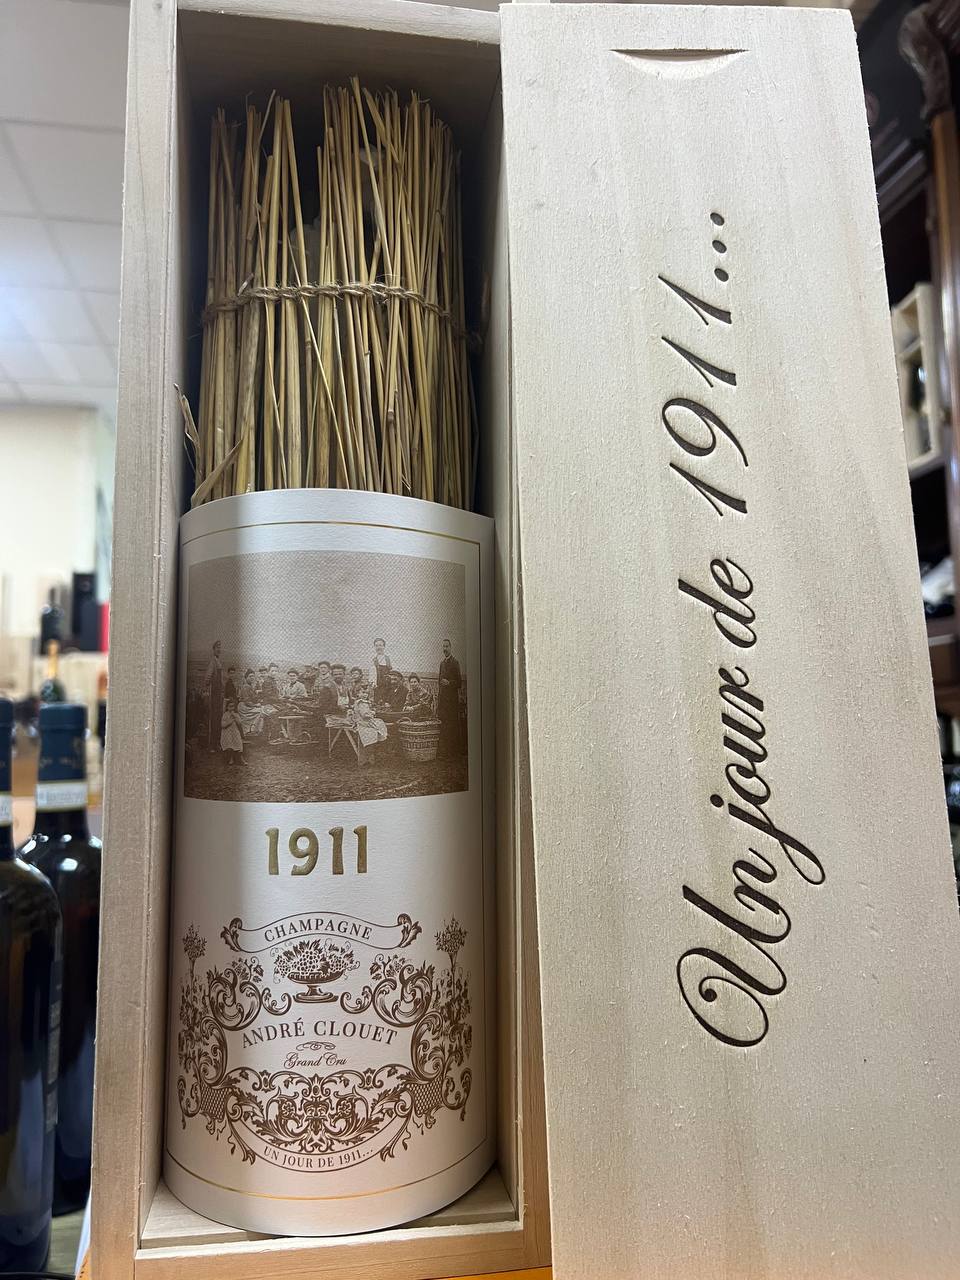 1911
CHAMPAGNE
ANDRÉ CLOUET
Grand Cru
UN JOUR DE 1911...
Un jour de 1911...